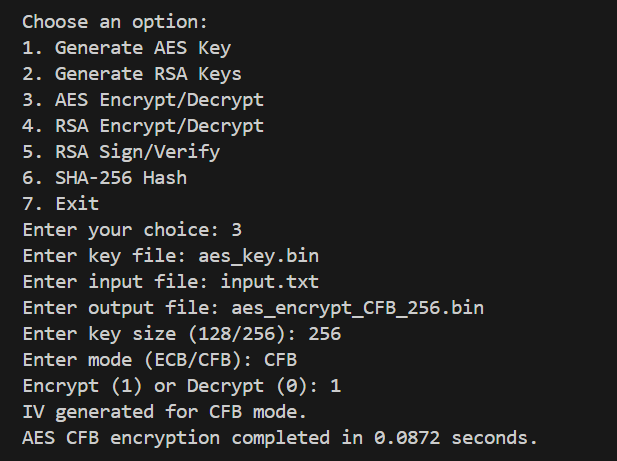 Choose an option:
1. Generate AES Key
2. Generate RSA Keys
3. AES Encrypt/Decrypt
4. RSA Encrypt/Decrypt
5. RSA Sign/Verify
6. SHA-256 Hash
7. Exit
Enter your choice: 3
Enter key file: aes_key.bin
Enter input file: input.txt
Enter output file: aes_encrypt_CFB_256.bin
Enter key size (128/256): 256
Enter mode (ECB/CFB): CFB
Encrypt (1) or Decrypt (0): 1
IV generated for CFB mode.
AES CFB encryption completed in 0.0872 seconds.